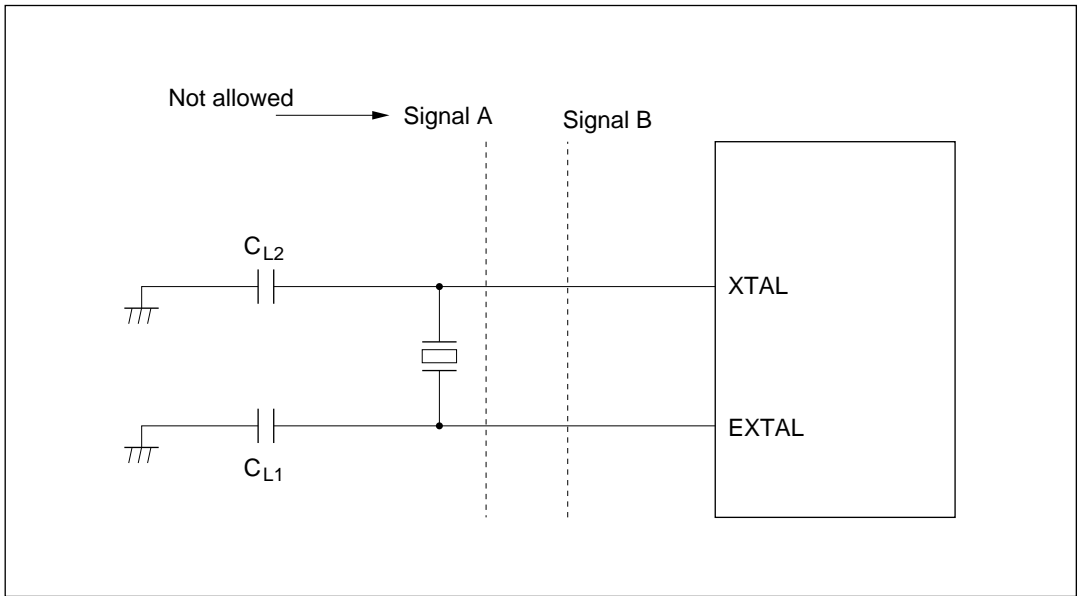 Not allowed
Signal A
Signal B
CL2
XTAL
EXTAL
CL1